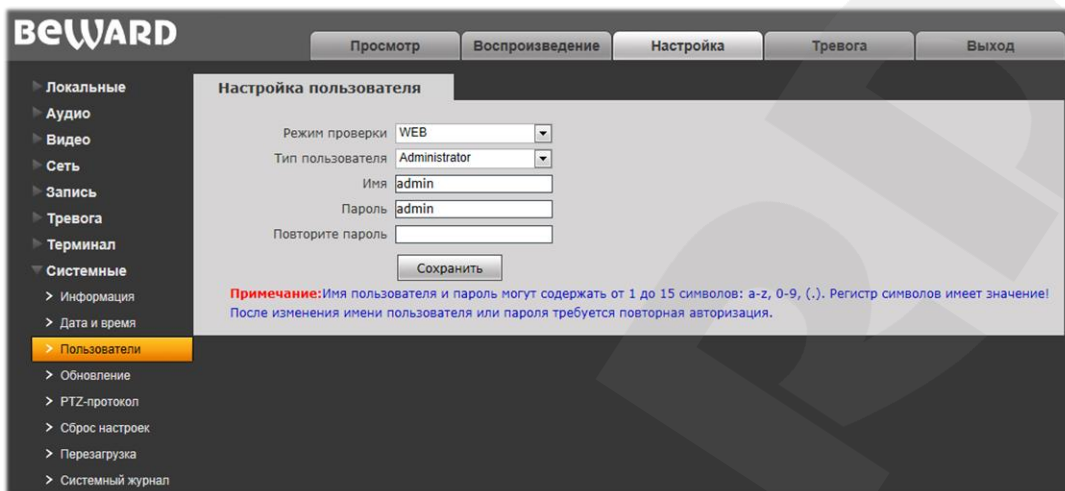 BEWARD
Просмотр Воспроизведение Настройка Тревога Выход
Локальные
Аудио
Видео
Сеть
Запись
Тревога
Терминал
Системные
> Информация
> Дата и время
> Пользователи
> Обновление
> PTZ-протокол
> Сброс настроек
> Перезагрузка
> Системный журнал
Настройка пользователя
Режим проверки WEB
Тип пользователя Administrator
Имя admin
Пароль admin
Повторите пароль
Сохранить
Примечание:Имя пользователя и пароль могут содержать от 1 до 15 символов: a-z, 0-9, (.). Регистр символов имеет значение!
После изменения имени пользователя или пароля требуется повторная авторизация.